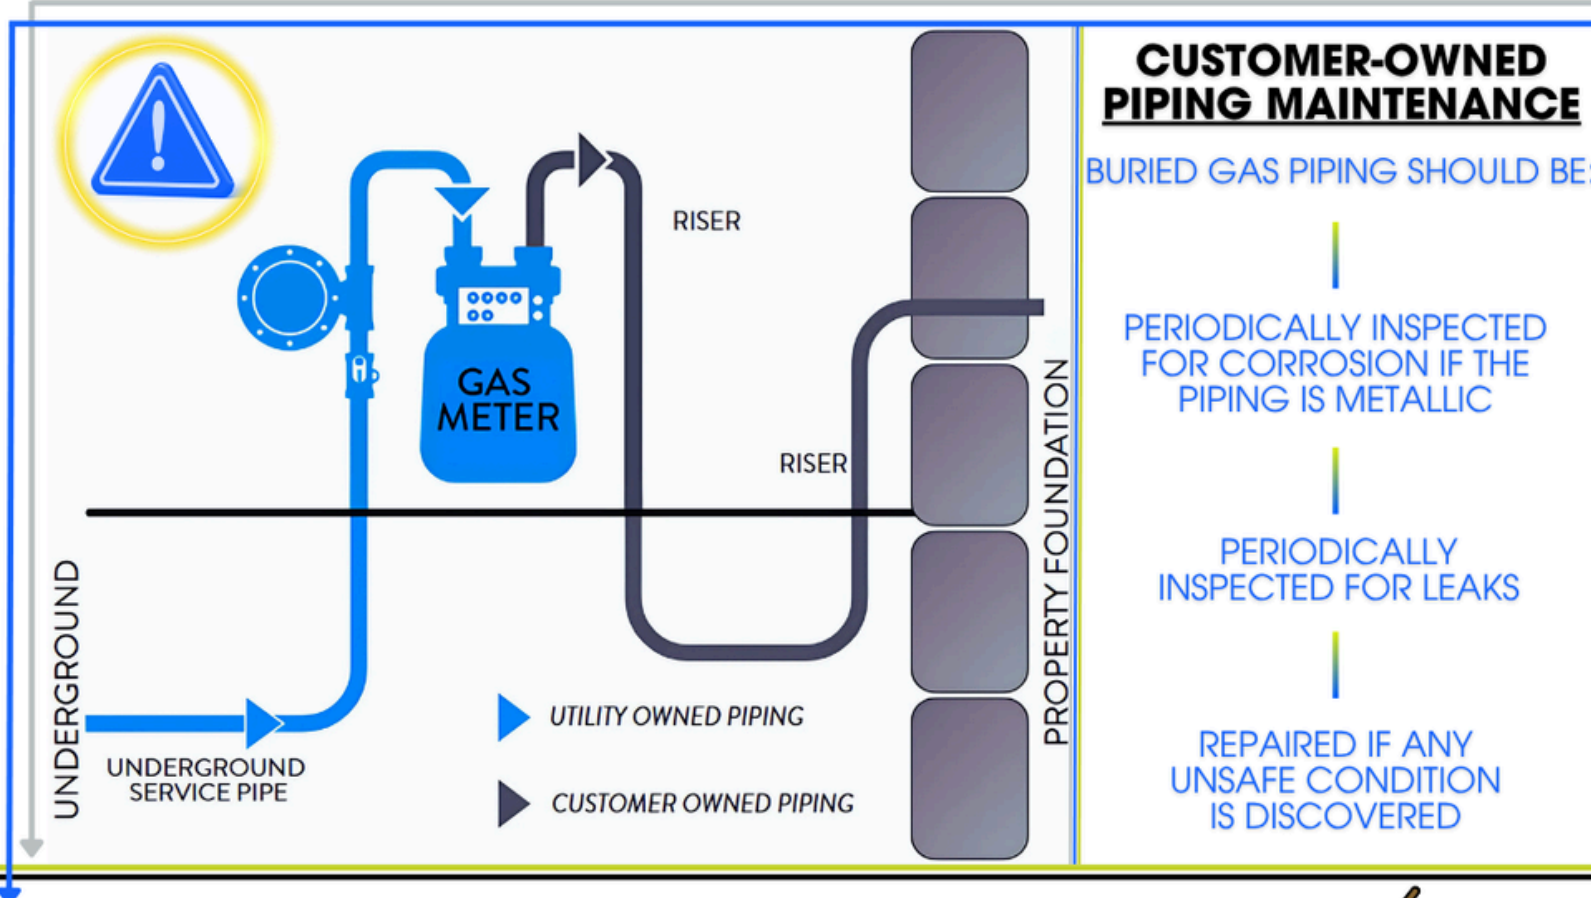 RISER
GAS
METER
RISER
UNDERGROUND
UNDERGROUND
SERVICE PIPE
UTILITY OWNED PIPING
CUSTOMER OWNED PIPING
PROPERTY FOUNDATION
CUSTOMER-OWNED
PIPING MAINTENANCE
BURIED GAS PIPING SHOULD BE:
PERIODICALLY INSPECTED
FOR CORROSION IF THE
PIPING IS METALLIC
PERIODICALLY
INSPECTED FOR LEAKS
REPAIRED IF ANY
UNSAFE CONDITION
IS DISCOVERED